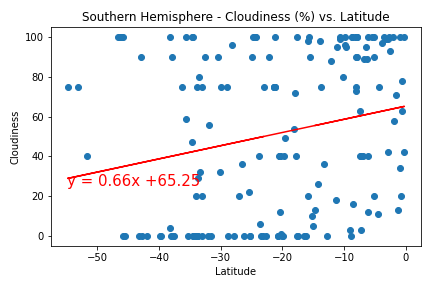 Southern Hemisphere - Cloudiness (%) vs. Latitude
100
80
60
40
20
0
Cloudiness
y = 0.66x +65.25
−50 −40 −30 −20 −10 0
Latitude